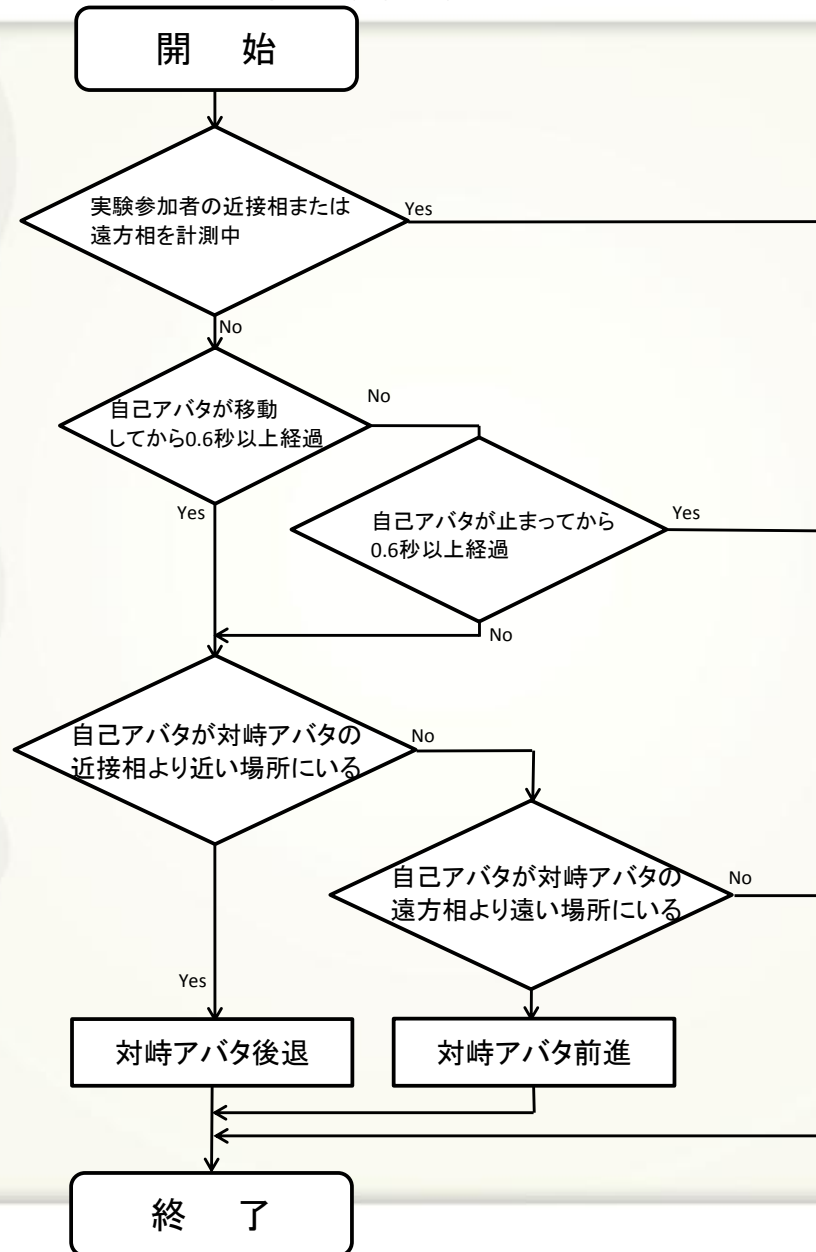 開 始
実験参加者の近接相または
遠方相を計測中
Yes
No
自己アバタが移動
してから0.6秒以上経過
No
Yes
自己アバタが止まってから
0.6秒以上経過
Yes
No
自己アバタが対峙アバタの
近接相より近い場所にいる
No
自己アバタが対峙アバタの
遠方相より遠い場所にいる
No
Yes
対峙アバタ後退
対峙アバタ前進
終 了